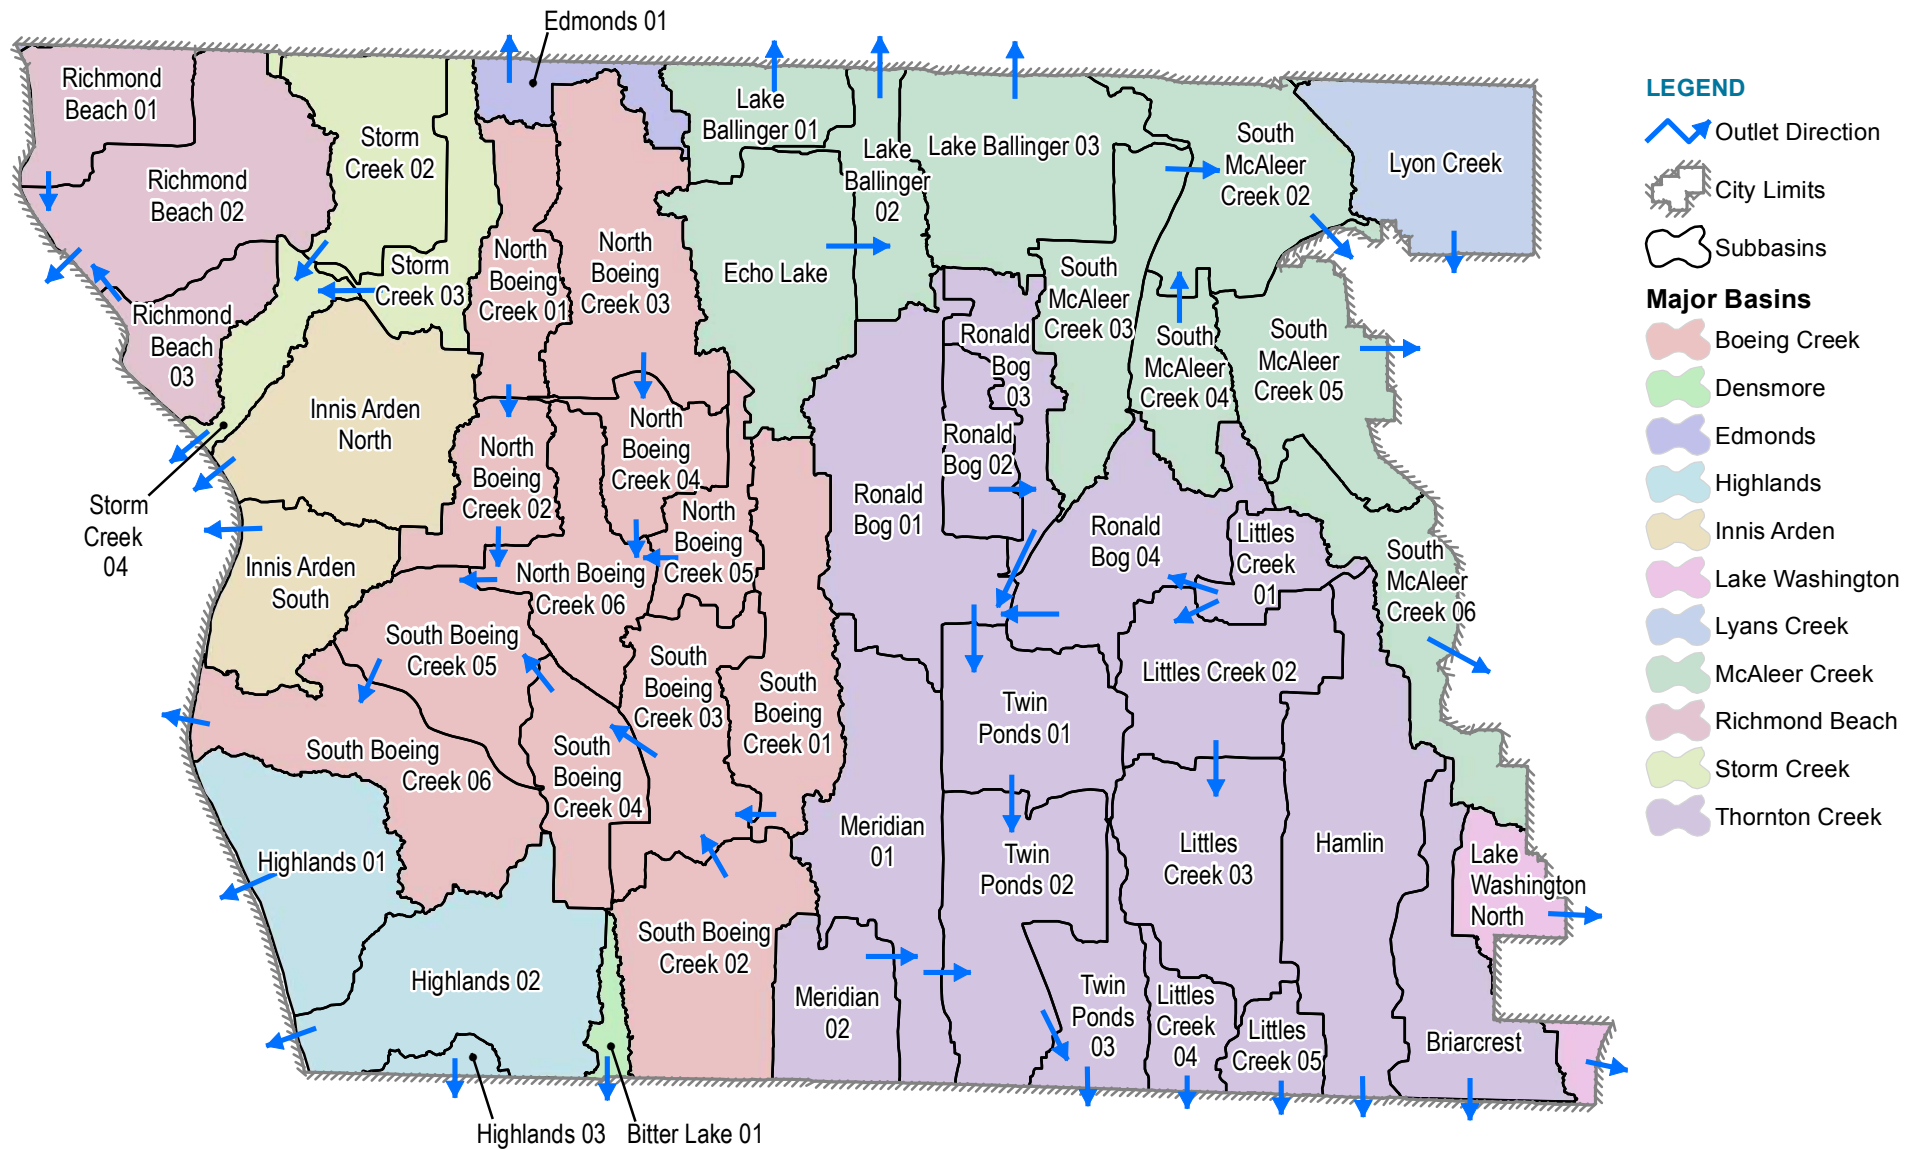 Edmonds 01
Richmond
Beach 01
Storm
Creek 02
North
Boeing
Creek 03
Lake
Ballinger 01
Lake
Ballinger
02
Lake Ballinger 03
South
McAleer
Creek 02
Lyon Creek
Richmond
Beach 02
Storm
Creek 03
North
Boeing
Creek 01
Echo Lake
South
McAleer
Creek 03
Richmond
Beach
03
Ronald
Bog
03
South
McAleer
Creek 04
South
McAleer
Creek 05
Innis Arden
North
North
Boeing
Creek 02
North
Boeing
Creek 04
Ronald
Bog 02
Storm
Creek
04
North
Boeing
Creek 05
Ronald
Bog 01
Ronald
Bog 04
Littles
Creek
01
South
McAleer
Creek 06
Innis Arden
South
North Boeing
Creek 06
South Boeing
Creek 05
South
Boeing
Creek 03
South
Boeing
Creek 01
Littles Creek 02
Twin
Ponds 01
South Boeing
Creek 06
South
Boeing
Creek 04
Meridian
01
Twin
Ponds 02
Littles
Creek 03
Hamlin
Lake
Washington
North
Highlands 01
Highlands 02
South Boeing
Creek 02
Meridian
02
Twin
Ponds
03
Littles
Creek
04
Littles
Creek 05
Briarcrest
Highlands 03
Bitter Lake 01
LEGEND
Outlet Direction
City Limits
Subbasins
Major Basins
Boeing Creek
Densmore
Edmonds
Highlands
Innis Arden
Lake Washington
Lyans Creek
McAleer Creek
Richmond Beach
Storm Creek
Thornton Creek